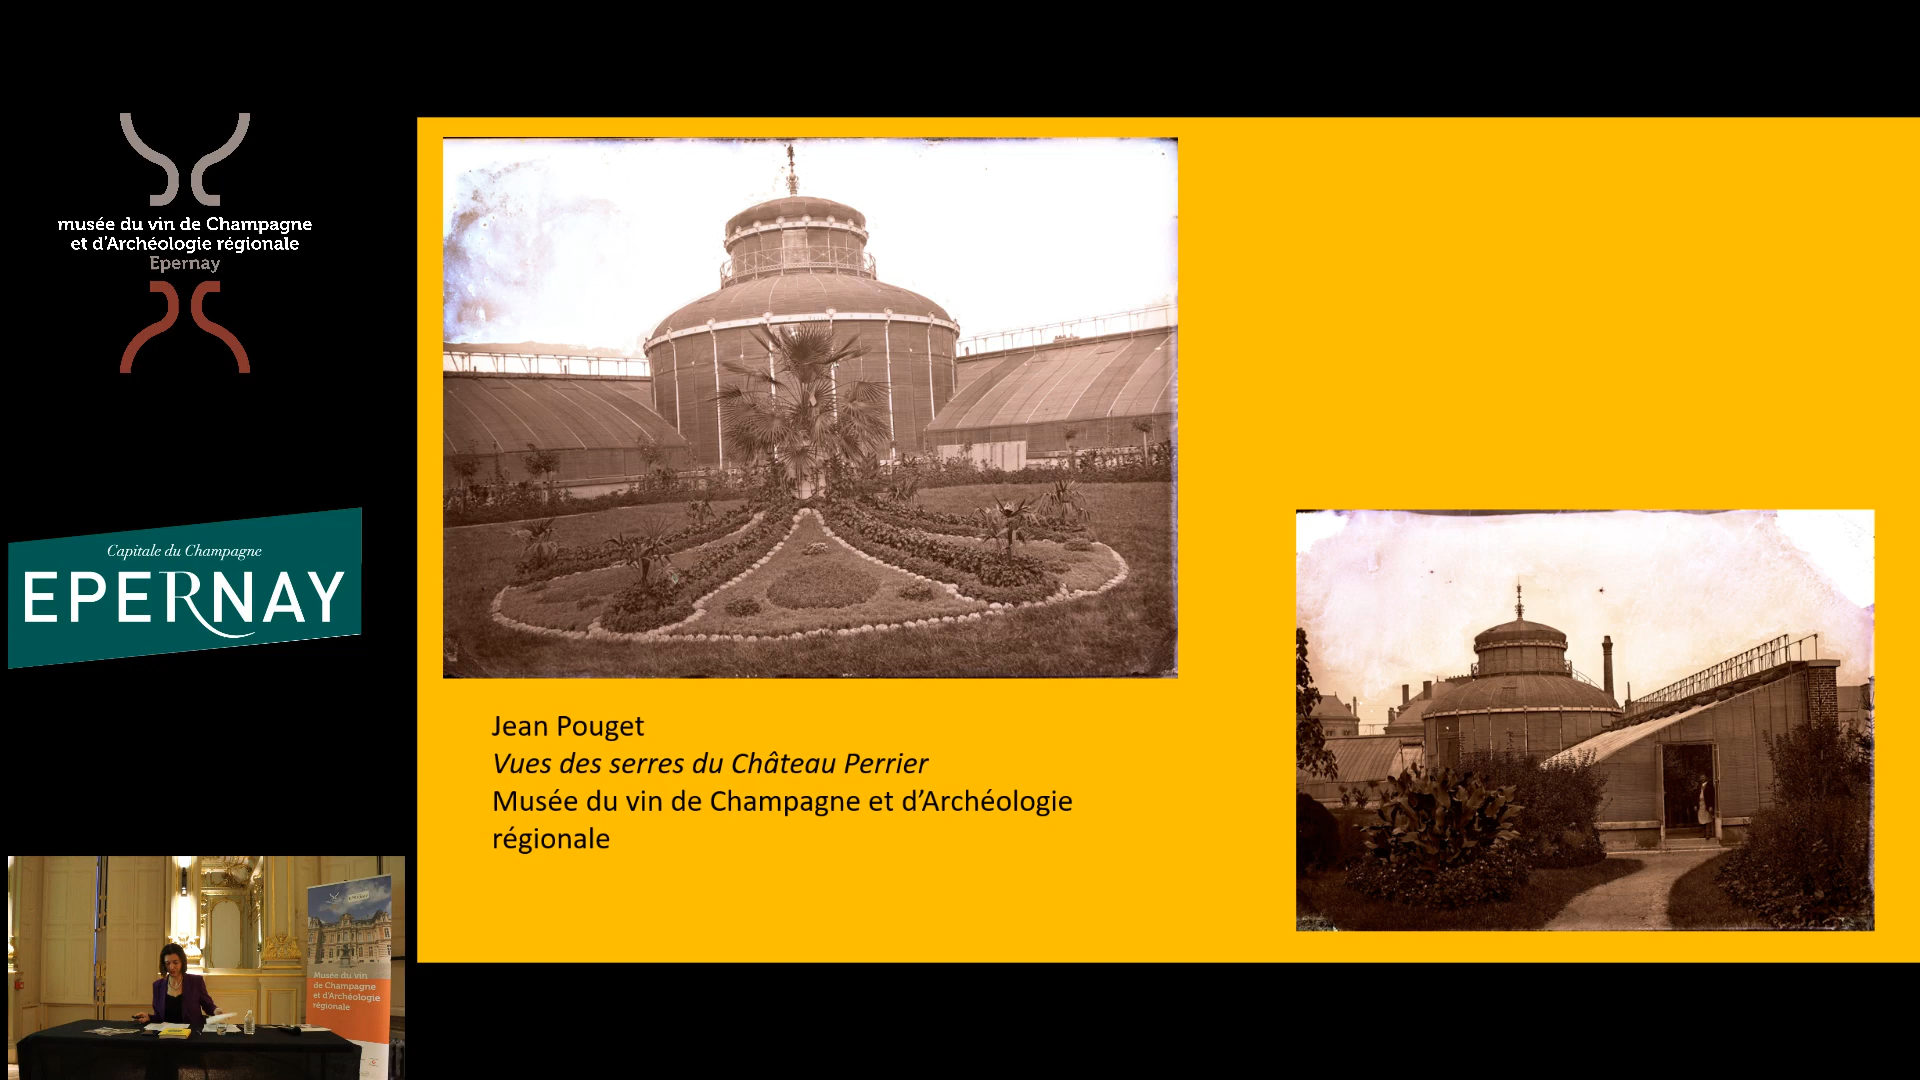 musée du vin de Champagne
et d'Archéologie régionale
Epernay
Capitale du Champagne
EPERNAY
Jean Pouget
Vues des serres du Château Perrier
Musée du vin de Champagne et d’Archéologie
régionale
Musée du vin
de Champagne
et d'Archéologie
régionale